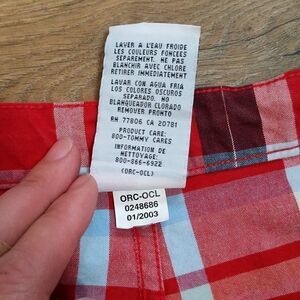 LAVER A L'EAU FROIDE
LES COULEURS FONCEES
SEPAREMENT. NE PAS
BLANCHIR AVEC CHLORE
RETIRER IMMEDIATEMENT
LAVAR CON AGUA FRIA
LOS COLORES OSCUROS
SEPARADO. NO
BLANQUEADOR CLORADO
REMOVER PRONTO
RN 77806 CA 20781
PRODUCT CARE:
800-TOMMY CARES
INFORMATION DE
NETTOYAGE:
800-866-6922
(ORC-OCL)
ORC-OCL
0248686
01/2003